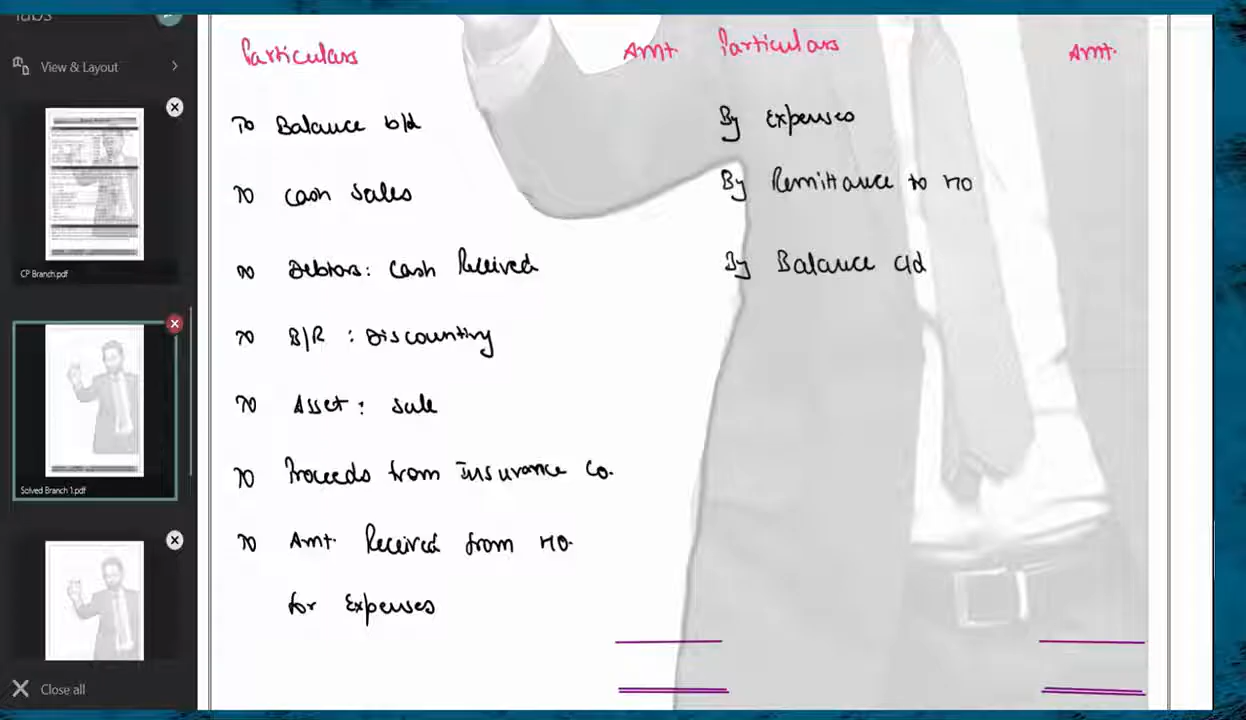 Tabs
View & Layout
CP Branch.pdf
Solved Branch 1.pdf
Close all
Particulars Amt. Particulars Amt.
To Balance b/d By Expenses
To Cash Sales By Remittance to HO
To Debtors: Cash Received By Balance c/d
To B/R : Discounting
To Asset: Sale
To Proceeds from Insurance Co.
To Amt. Received from HO.
for Expenses